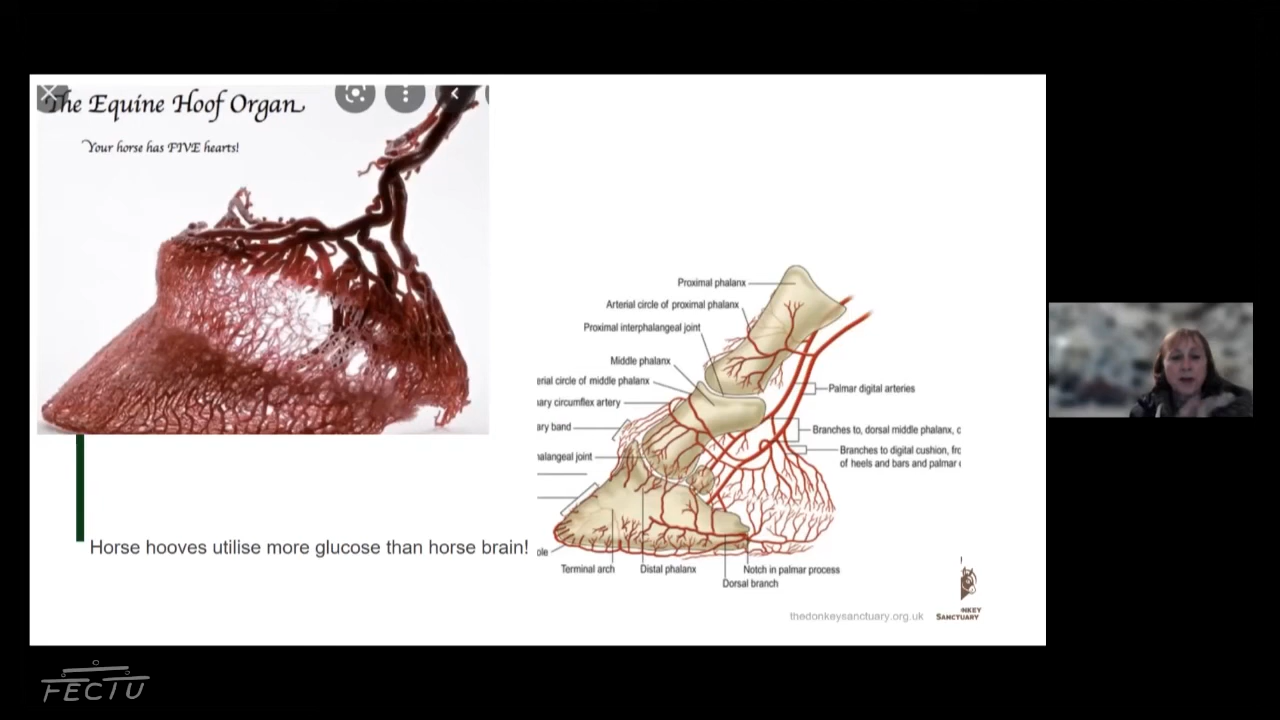 The Equine Hoof Organ
Your horse has FIVE hearts!
Proximal phalanx
Arterial circle of proximal phalanx
Proximal interphalangeal joint
Middle phalanx
erial circle of middle phalanx
nary circumflex artery
ary band
nalangeal joint
Palmar digital arteries
Branches to, dorsal middle phalanx, c
Branches to digital cushion, fro
of heels and bars and palmar
Horse hooves utilise more glucose than horse brain!
ole
Terminal arch
Distal phalanx
Notch in palmar process
Dorsal branch
thedonkeysanctuary.org.uk
NKEY
SANCTUARY
FECTU